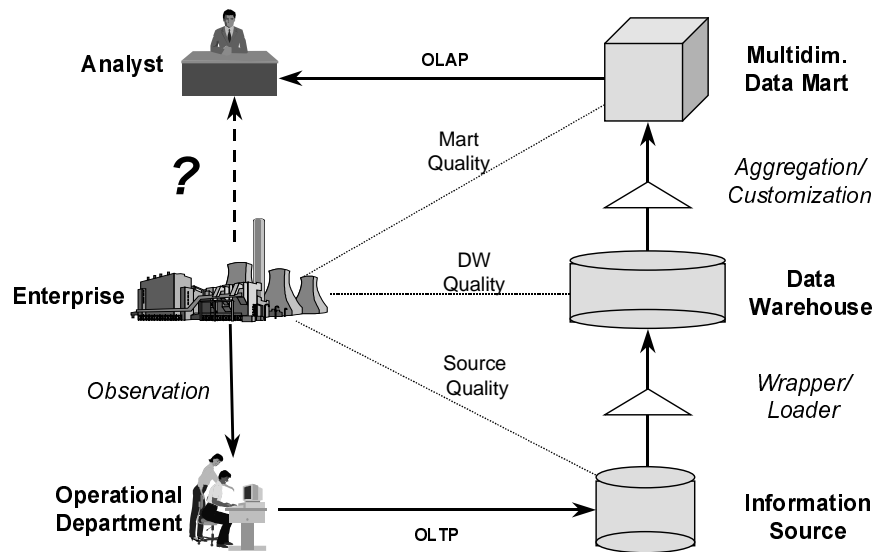 Analyst
OLAP
Multidim.
Data Mart
Mart
Quality
?
Aggregation/
Customization
Enterprise
DW
Quality
Data
Warehouse
Observation
Source
Quality
Wrapper/
Loader
Operational
Department
OLTP
Information
Source